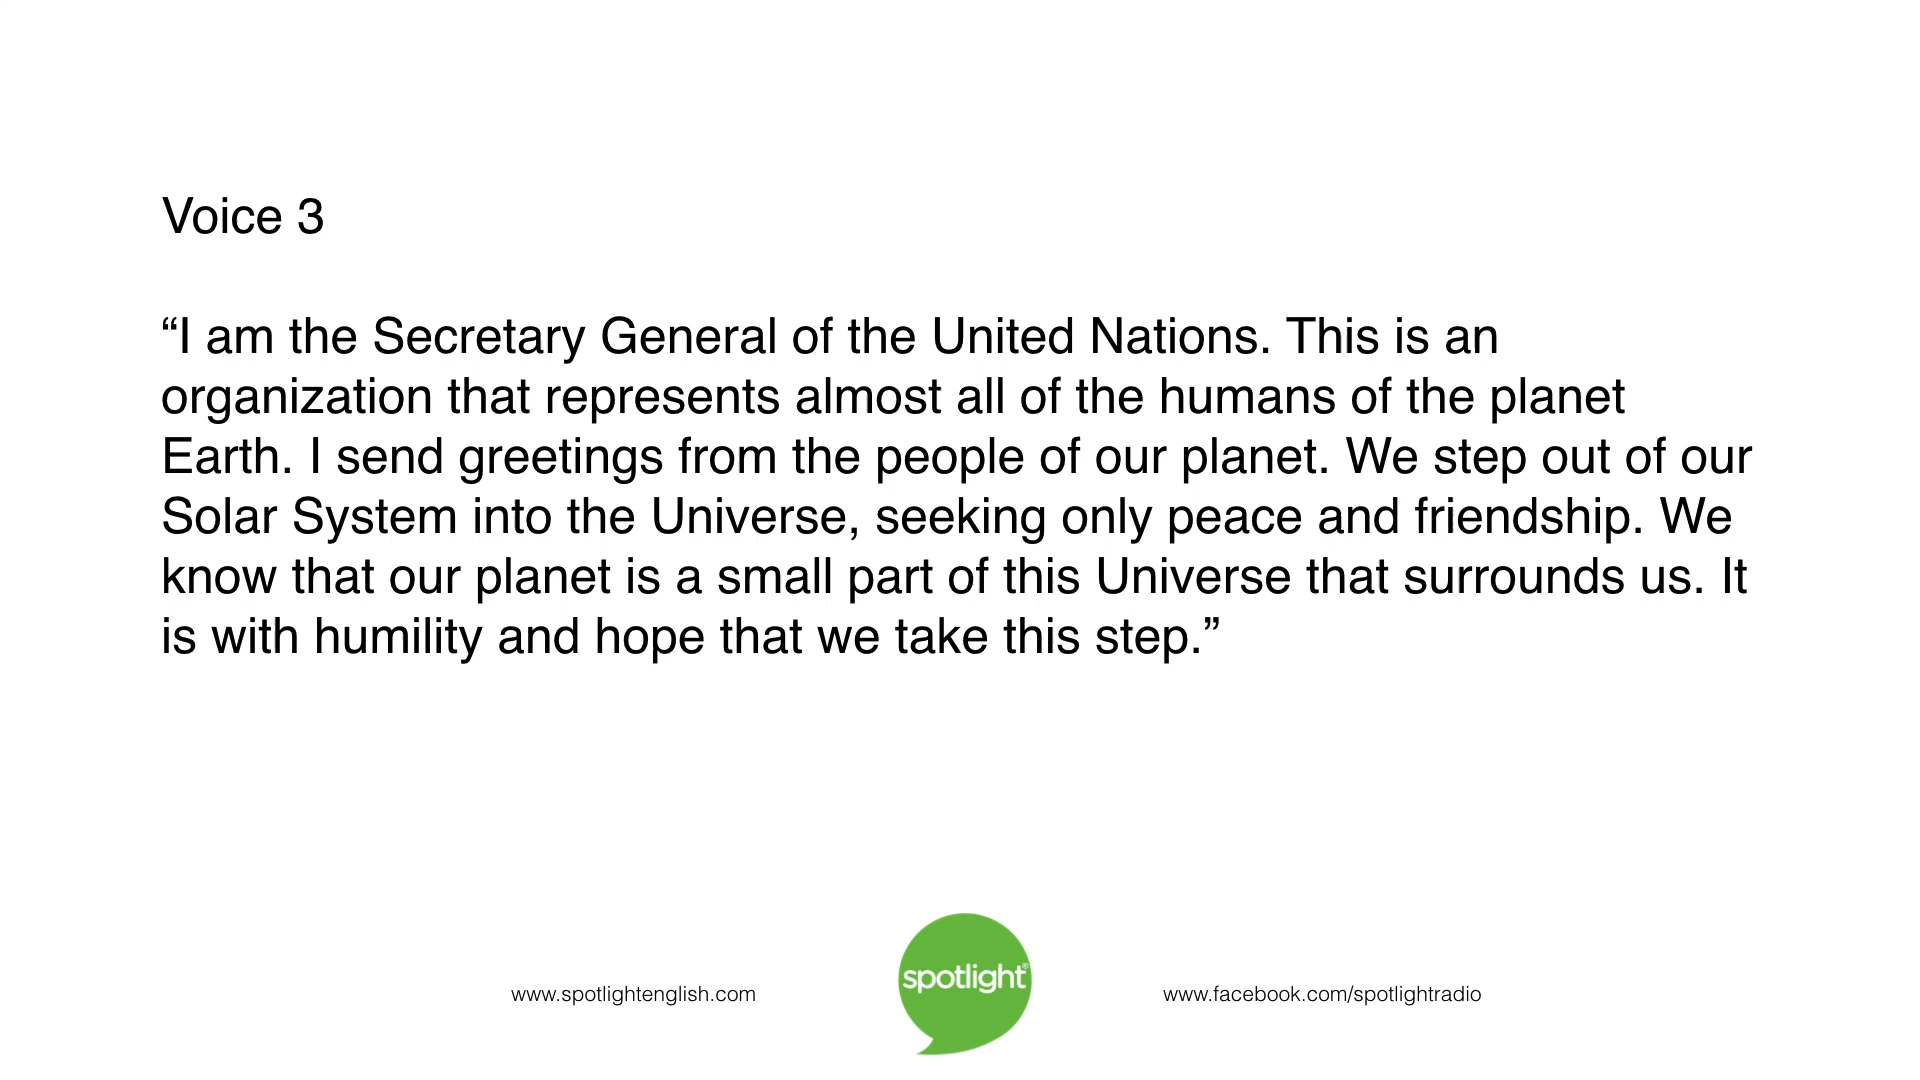 Voice 3
“I am the Secretary General of the United Nations. This is an
organization that represents almost all of the humans of the planet
Earth. I send greetings from the people of our planet. We step out of our
Solar System into the Universe, seeking only peace and friendship. We
know that our planet is a small part of this Universe that surrounds us. It
is with humility and hope that we take this step.”
www.spotlightenglish.com
spotlight®
www.facebook.com/spotlightradio